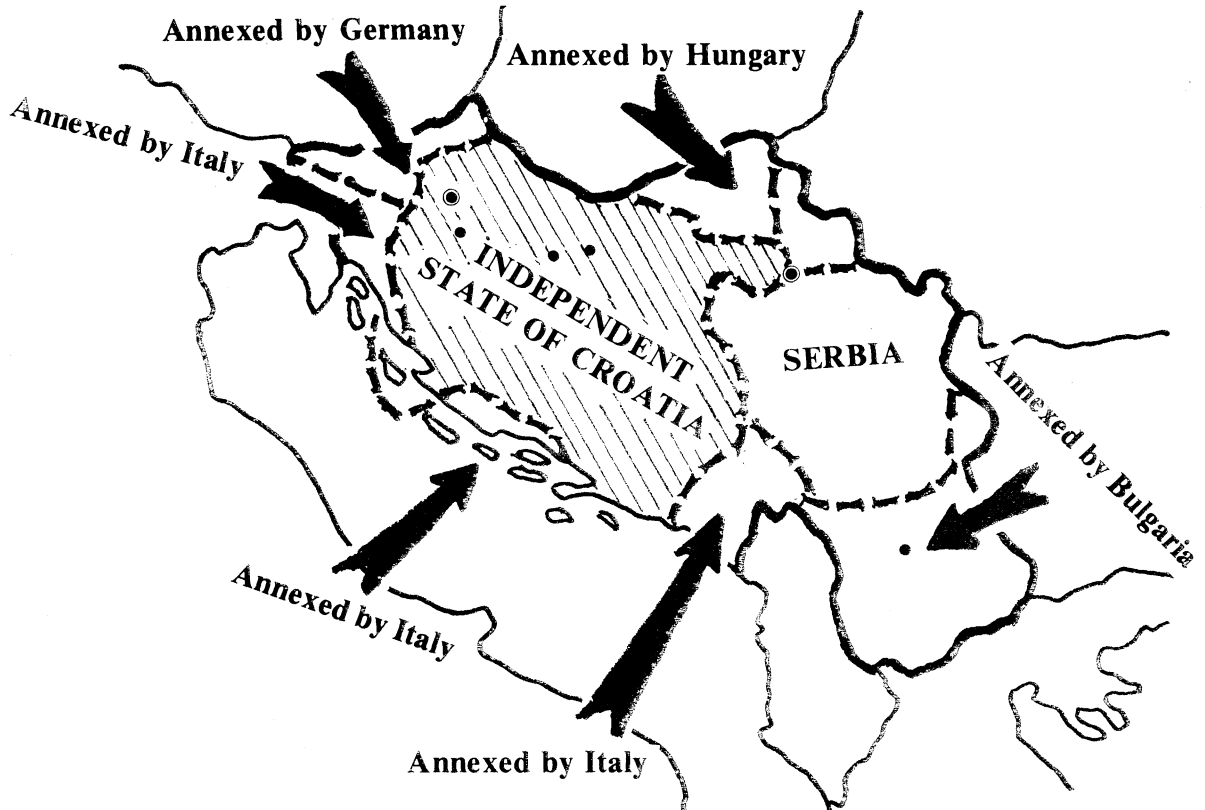 Annexed by Germany
Annexed by Hungary
Annexed by Italy
INDEPENDENT
STATE OF CROATIA
SERBIA
Annexed by Bulgaria
Annexed by Italy
Annexed by Italy